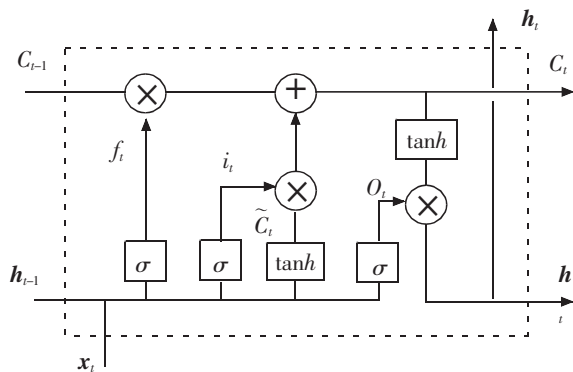 h_t
C_{t-1}
C_t
×
+
tanh
f_t
i_t
O_t
×
×
C̃_t
σ
σ
tanh
σ
h_{t-1}
h
t
x_t